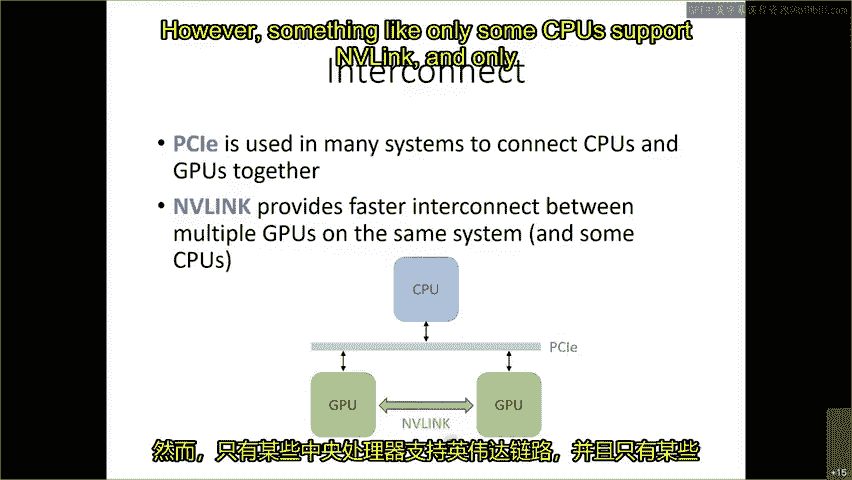 However, something like only some CPUs support
NVLink, and only
Interconnect
• PCIe is used in many systems to connect CPUs and
GPUs together
• NVLINK provides faster interconnect between
multiple GPUs on the same system (and some
CPUs)
CPU
PCIe
GPU
GPU
NVLINK
然而，只有某些中央处理器支持英伟达链路，并且只有某些
+15